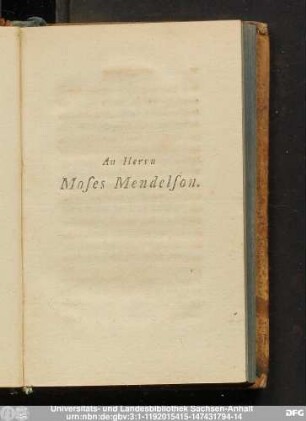 An Herrn
Moſes Mendelſon.
Universitäts- und Landesbibliothek Sachsen-Anhalt
urn:nbn:de:gbv:3:1-1192015415-147431794-14
DFG